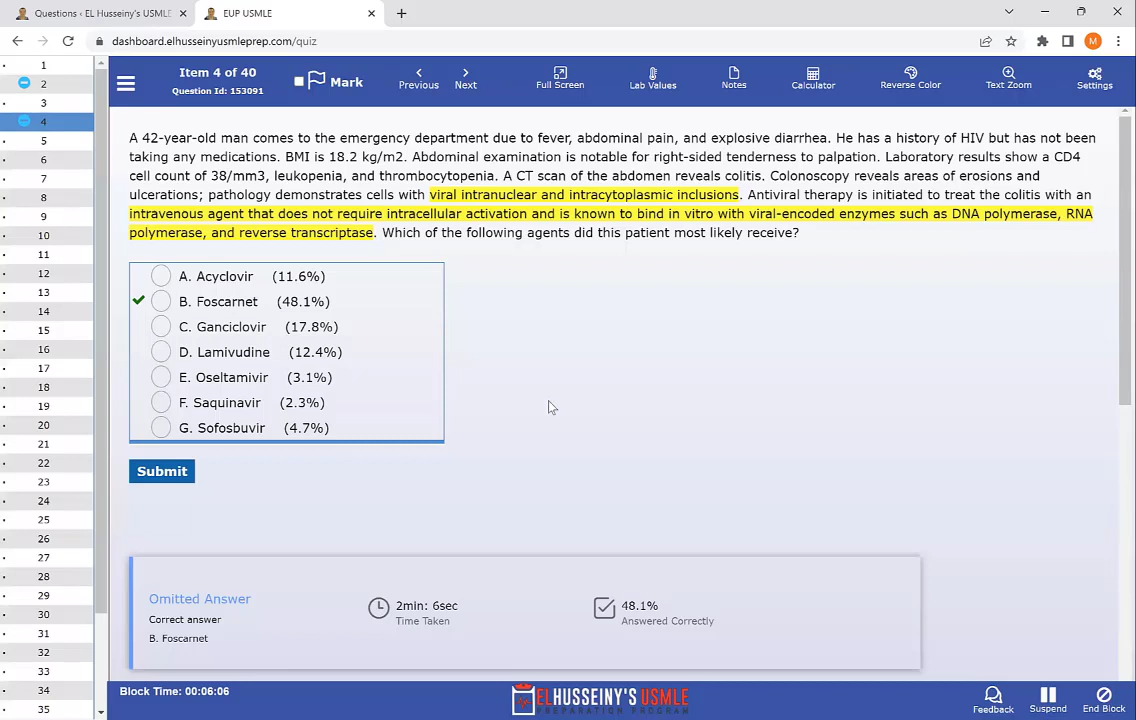 Questions ‹ EL Husseiny's USMLE
EUP USMLE
dashboard.elhusseinyusmleprep.com/quiz
M
1
2
3
4
5
6
7
8
9
10
11
12
13
14
15
16
17
18
19
20
21
22
23
24
25
26
27
28
29
30
31
32
33
34
35
Item 4 of 40
Question Id: 153091
Mark
Previous
Next
Full Screen
Lab Values
Notes
Calculator
Reverse Color
Text Zoom
Settings
A 42-year-old man comes to the emergency department due to fever, abdominal pain, and explosive diarrhea. He has a history of HIV but has not been
taking any medications. BMI is 18.2 kg/m2. Abdominal examination is notable for right-sided tenderness to palpation. Laboratory results show a CD4
cell count of 38/mm3, leukopenia, and thrombocytopenia. A CT scan of the abdomen reveals colitis. Colonoscopy reveals areas of erosions and
ulcerations; pathology demonstrates cells with viral intranuclear and intracytoplasmic inclusions. Antiviral therapy is initiated to treat the colitis with an
intravenous agent that does not require intracellular activation and is known to bind in vitro with viral-encoded enzymes such as DNA polymerase, RNA
polymerase, and reverse transcriptase. Which of the following agents did this patient most likely receive?
A. Acyclovir (11.6%)
B. Foscarnet (48.1%)
C. Ganciclovir (17.8%)
D. Lamivudine (12.4%)
E. Oseltamivir (3.1%)
F. Saquinavir (2.3%)
G. Sofosbuvir (4.7%)
Submit
Omitted Answer
Correct answer
B. Foscarnet
2min: 6sec
Time Taken
48.1%
Answered Correctly
Block Time: 00:06:06
ELHUSSEINY'S USMLE
PREPARATION PROGRAM
Feedback
Suspend
End Block